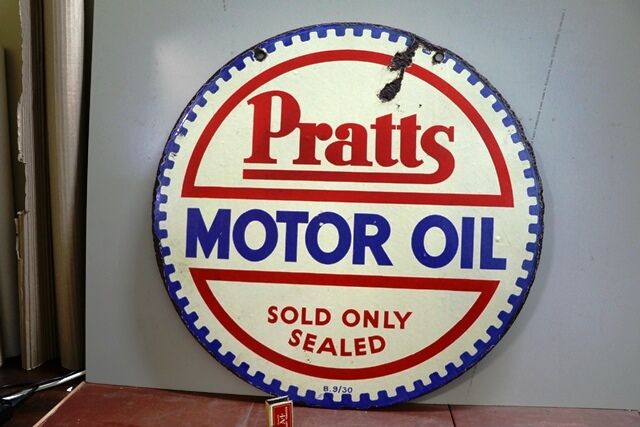 Pratts
MOTOR OIL
SOLD ONLY
SEALED
B.9/30